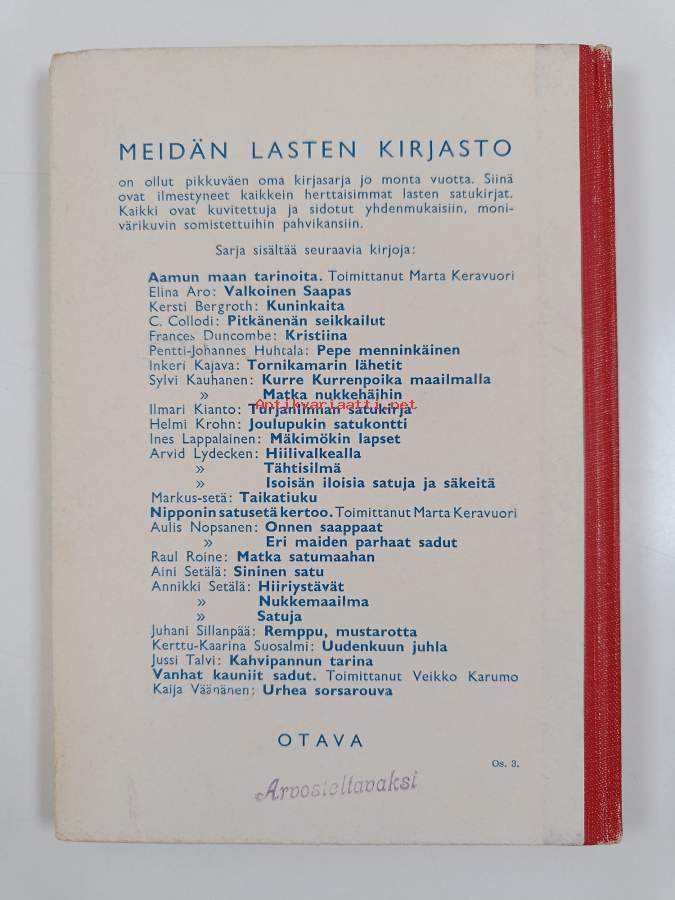 MEIDÄN LASTEN KIRJASTO
on ollut pikkuväen oma kirjasarja jo monta vuotta. Siinä
ovat ilmestyneet kaikkein herttaisimmat lasten satukirjat.
Kaikki ovat kuvitettuja ja sidotut yhdenmukaisiin, moni-
värikuvin somistettuihin pahvikansiin.
Sarja sisältää seuraavia kirjoja:
Aamun maan tarinoita. Toimittanut Marta Keravuori
Elina Aro: Valkoinen Saapas
Kersti Bergroth: Kuninkaita
C. Collodi: Pitkänenän seikkailut
Frances Duncombe: Kristiina
Pentti-Johannes Huhtala: Pepe menninkäinen
Inkeri Kajava: Tornikamarin lähetit
Sylvi Kauhanen: Kurre Kurrenpoika maailmalla
» Matka nukkehäihin
Antikvariaatti.net
Ilmari Kianto: Turjanlinnan satukirja
Helmi Krohn: Joulupukin satukontti
Ines Lappalainen: Mäkimökin lapset
Arvid Lydecken: Hiilivalkealla
» Tähtisilmä
» Isoisän iloisia satuja ja säkeitä
Markus-setä: Taikatiuku
Nipponin satusetä kertoo. Toimittanut Marta Keravuori
Aulis Nopsanen: Onnen saappaat
» Eri maiden parhaat sadut
Raul Roine: Matka satumaahan
Aini Setälä: Sininen satu
Annikki Setälä: Hiiriystävät
» Nukkemaailma
» Satuja
Juhani Sillanpää: Remppu, mustarotta
Kerttu-Kaarina Suosalmi: Uudenkuun juhla
Jussi Talvi: Kahvipannun tarina
Vanhat kauniit sadut. Toimittanut Veikko Karumo
Kaija Väänänen: Urhea sorsarouva
OTAVA
Os. 3.
Arvosteltavaksi